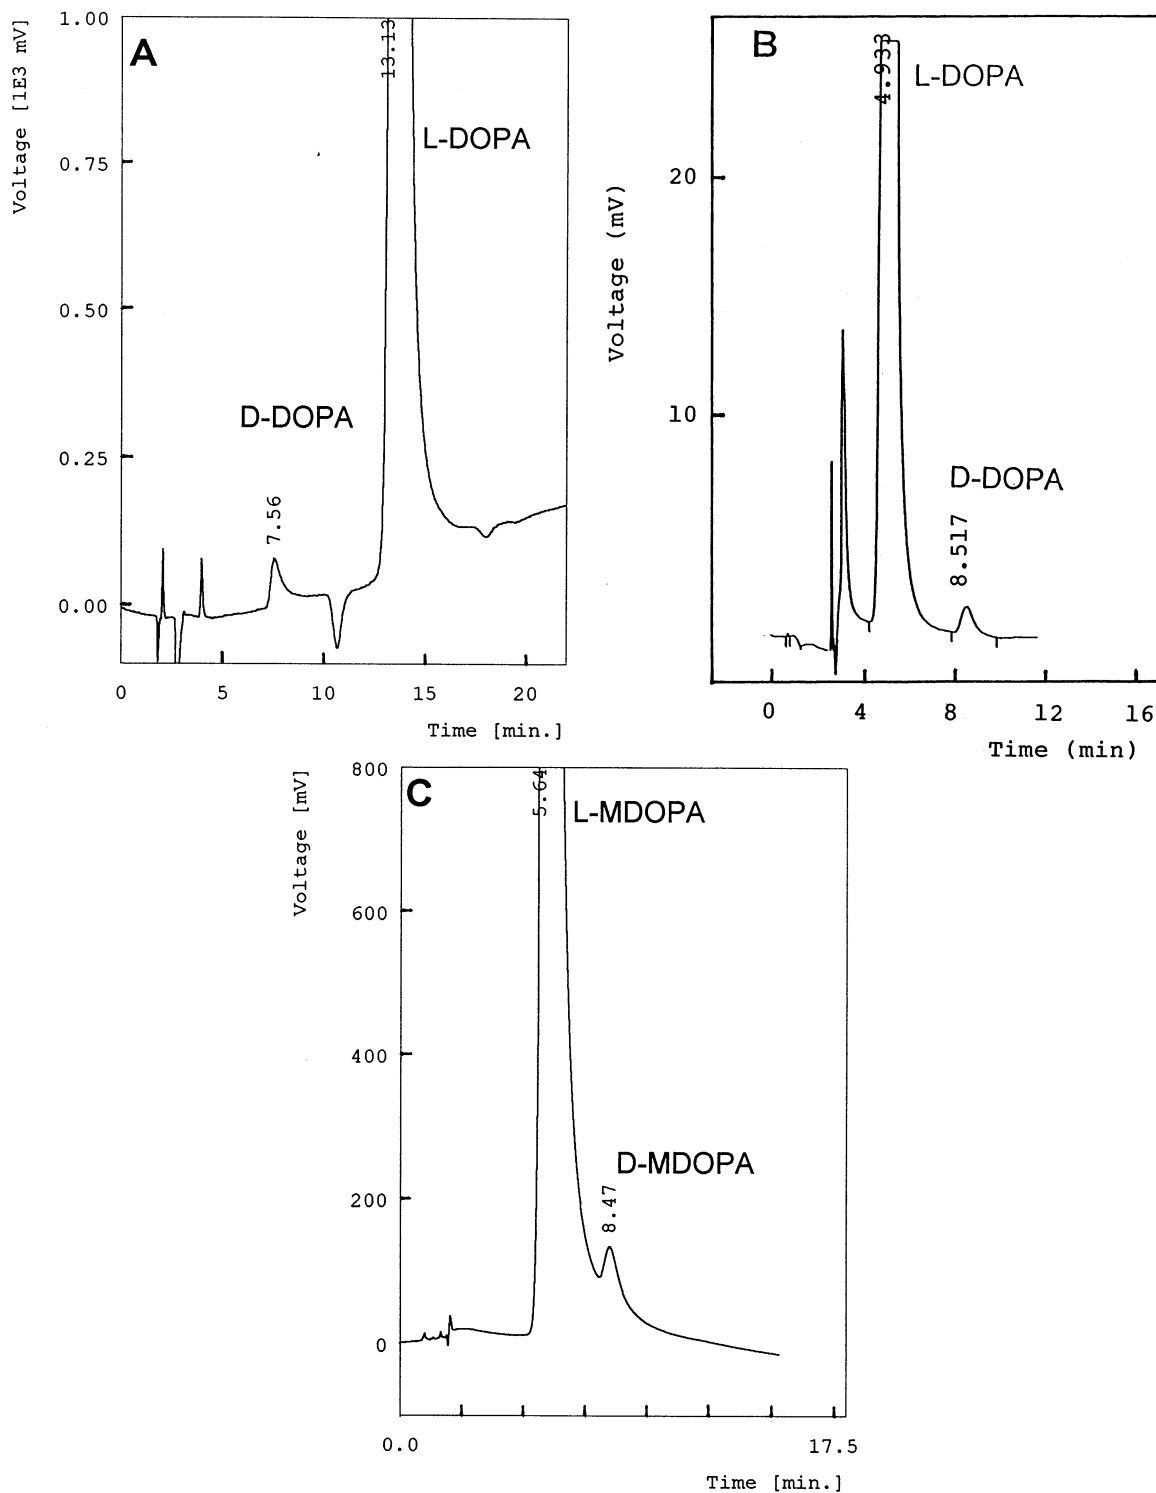 A
Voltage [1E3 mV]
1.00
0.75
0.50
0.25
0.00
13.13
L-DOPA
D-DOPA
7.56
0
5
10
15
20
Time [min.]
B
Voltage (mV)
20
10
4.933
L-DOPA
D-DOPA
8.517
0
4
8
12
16
Time (min)
C
Voltage [mV]
800
600
400
200
0
5.64
L-MDOPA
D-MDOPA
8.47
0.0
17.5
Time [min.]